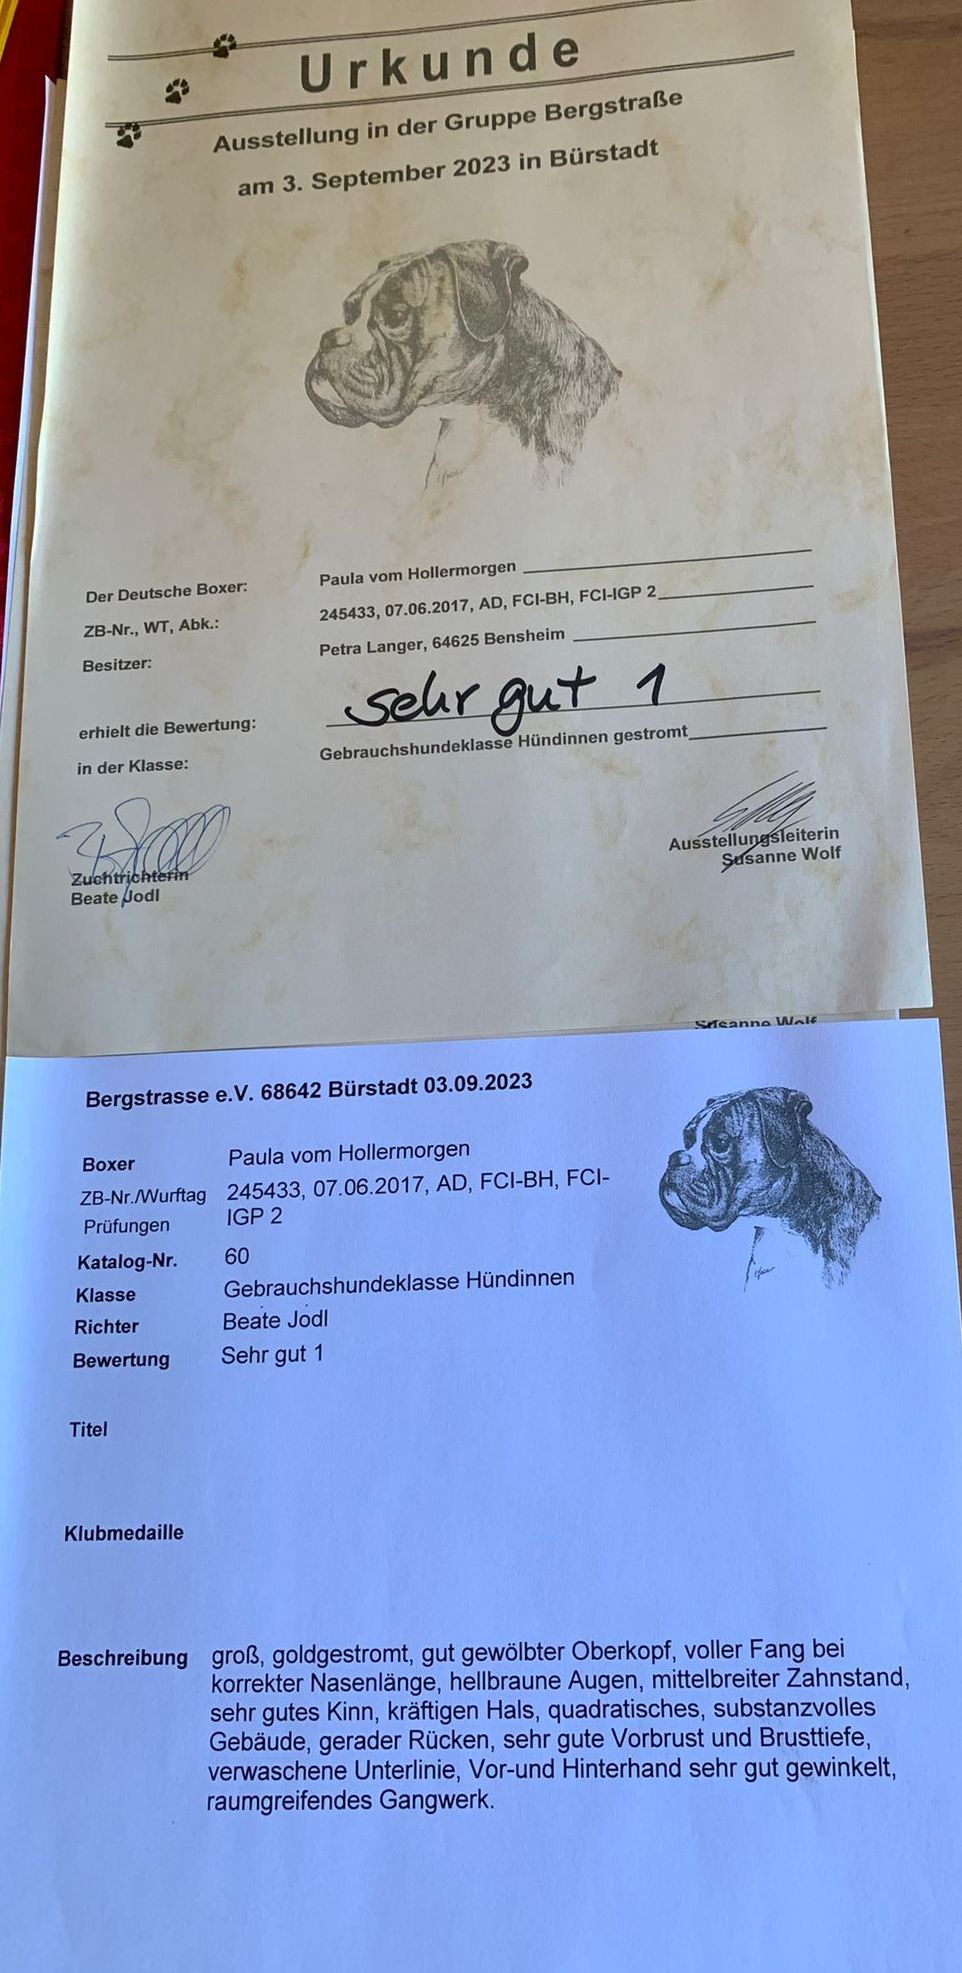 Urkunde
Ausstellung in der Gruppe Bergstraße
am 3. September 2023 in Bürstadt
Der Deutsche Boxer: Paula vom Hollermorgen
ZB-Nr., WT, Abk.: 245433, 07.06.2017, AD, FCI-BH, FCI-IGP 2
Besitzer: Petra Langer, 64625 Bensheim
erhielt die Bewertung: sehr gut 1
in der Klasse: Gebrauchshundeklasse Hündinnen gestromt
Zuchtrichterin
Beate Jodl
Ausstellungsleiterin
Susanne Wolf
Susanne Wolf
Bergstrasse e.V. 68642 Bürstadt 03.09.2023
Boxer Paula vom Hollermorgen
ZB-Nr./Wurftag 245433, 07.06.2017, AD, FCI-BH, FCI-
Prüfungen IGP 2
Katalog-Nr. 60
Klasse Gebrauchshundeklasse Hündinnen
Richter Beate Jodl
Bewertung Sehr gut 1
Titel
Klubmedaille
Beschreibung groß, goldgestromt, gut gewölbter Oberkopf, voller Fang bei
korrekter Nasenlänge, hellbraune Augen, mittelbreiter Zahnstand,
sehr gutes Kinn, kräftigen Hals, quadratisches, substanzvolles
Gebäude, gerader Rücken, sehr gute Vorbrust und Brusttiefe,
verwaschene Unterlinie, Vor-und Hinterhand sehr gut gewinkelt,
raumgreifendes Gangwerk.